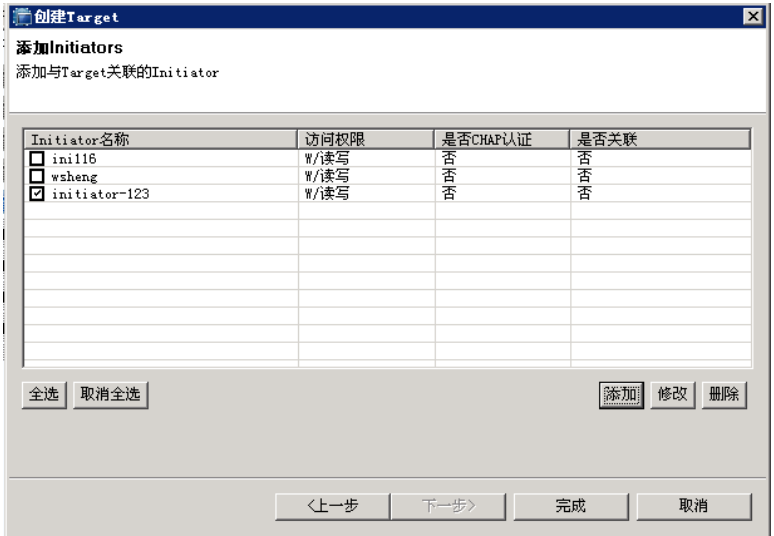 创建Target
添加Initiators
添加与Target关联的Initiator
Initiator名称 访问权限 是否CHAP认证 是否关联
ini116 W/读写 否 否
wsheng W/读写 否 否
initiator-123 W/读写 否 否
全选 取消全选 添加 修改 删除
<上一步 下一步> 完成 取消